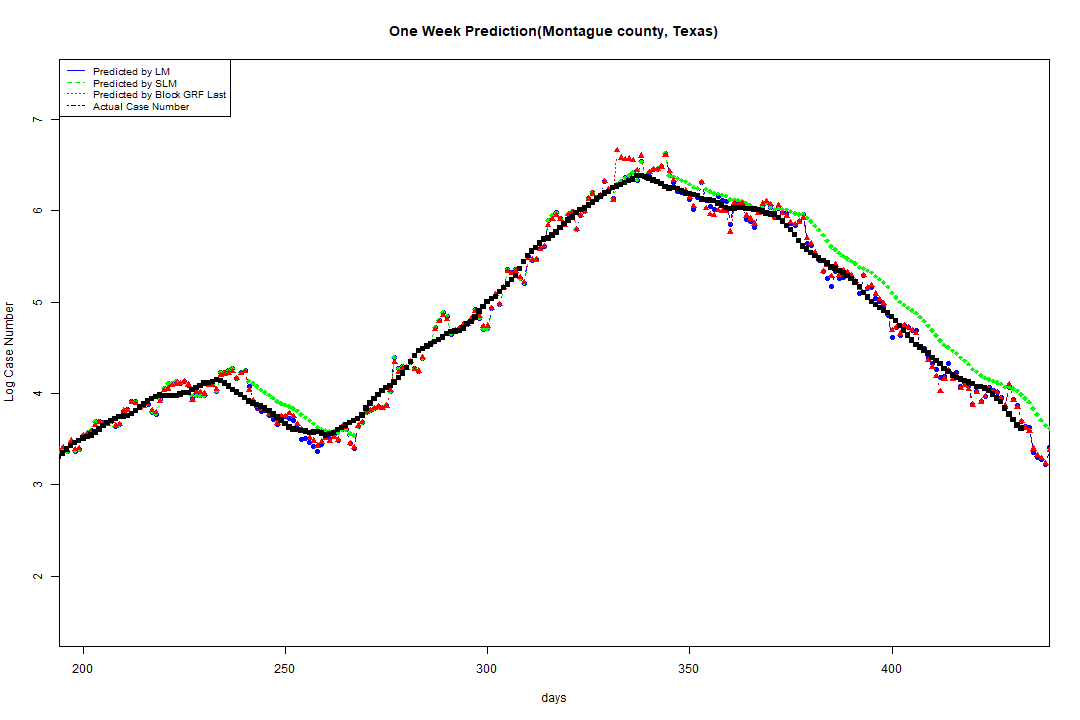 One Week Prediction(Montague county, Texas)
Predicted by LM
Predicted by SLM
Predicted by Block GRF Last
Actual Case Number
Log Case Number
7
6
5
4
3
2
200
250
300
350
400
days